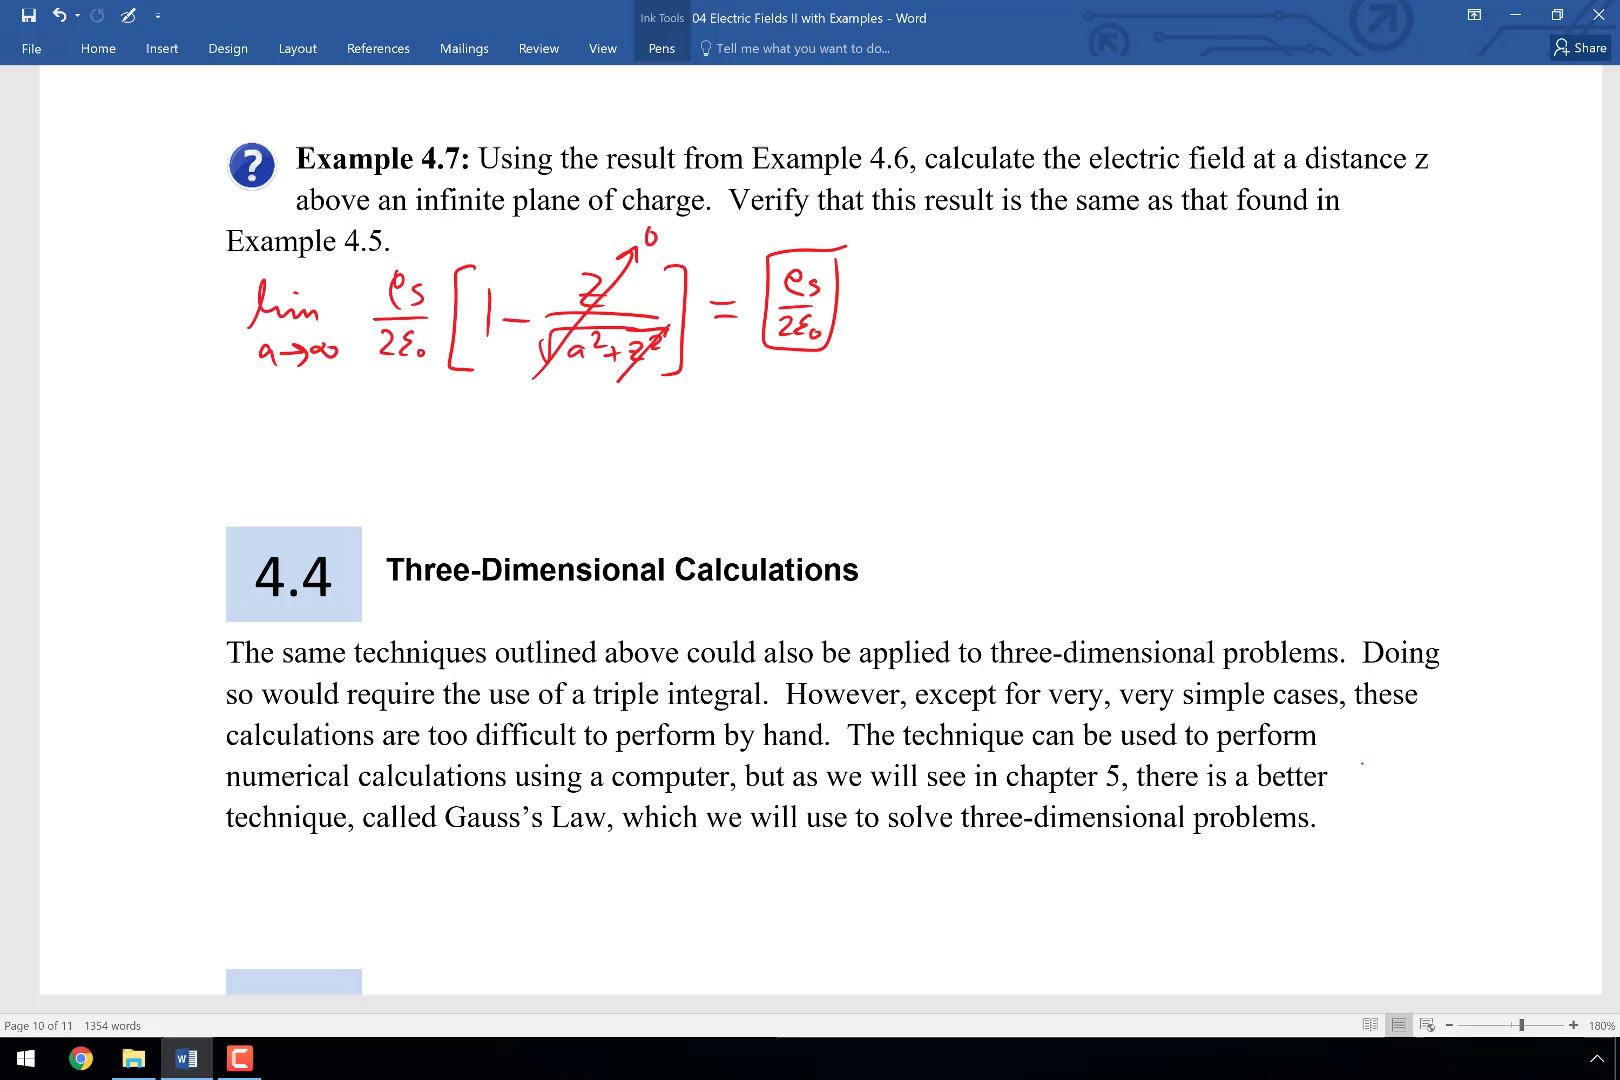 Ink Tools 04 Electric Fields II with Examples - Word
File Home Insert Design Layout References Mailings Review View Pens Tell me what you want to do... Share
Example 4.7: Using the result from Example 4.6, calculate the electric field at a distance z
above an infinite plane of charge. Verify that this result is the same as that found in
Example 4.5.
lim a→∞ ρs/2ε₀ [1 − z/√(a²+z²)]→0 = ρs/2ε₀
4.4 Three-Dimensional Calculations
The same techniques outlined above could also be applied to three-dimensional problems. Doing
so would require the use of a triple integral. However, except for very, very simple cases, these
calculations are too difficult to perform by hand. The technique can be used to perform
numerical calculations using a computer, but as we will see in chapter 5, there is a better
technique, called Gauss’s Law, which we will use to solve three-dimensional problems.
Page 10 of 11 1354 words 180%